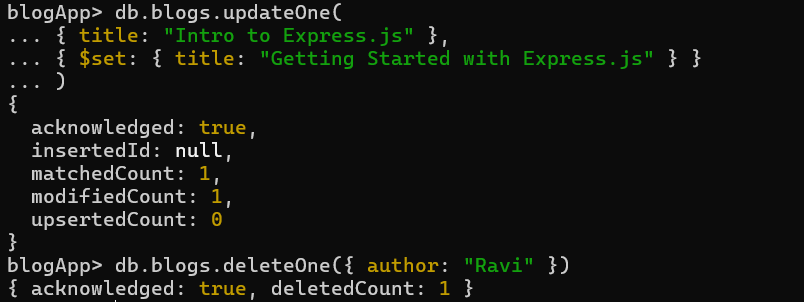 blogApp> db.blogs.updateOne(
... { title: "Intro to Express.js" },
... { $set: { title: "Getting Started with Express.js" } }
... )
{
  acknowledged: true,
  insertedId: null,
  matchedCount: 1,
  modifiedCount: 1,
  upsertedCount: 0
}
blogApp> db.blogs.deleteOne({ author: "Ravi" })
{ acknowledged: true, deletedCount: 1 }